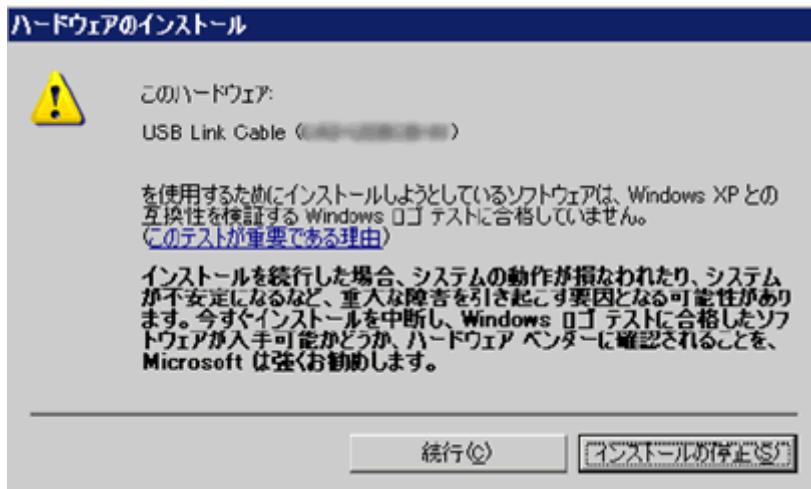 ハードウェアのインストール
このハードウェア:
USB Link Cable ( )
を使用するためにインストールしようとしているソフトウェアは、Windows XP との
互換性を検証する Windows ロゴ テストに合格していません。
(このテストが重要である理由)
インストールを続行した場合、システムの動作が損なわれたり、システム
が不安定になるなど、重大な障害を引き起こす要因となる可能性があり
ます。今すぐインストールを中断し、Windows ロゴ テストに合格したソフ
トウェアが入手可能かどうか、ハードウェア ベンダーに確認されることを、
Microsoft は強くお勧めします。
続行(C)
インストールの停止(S)